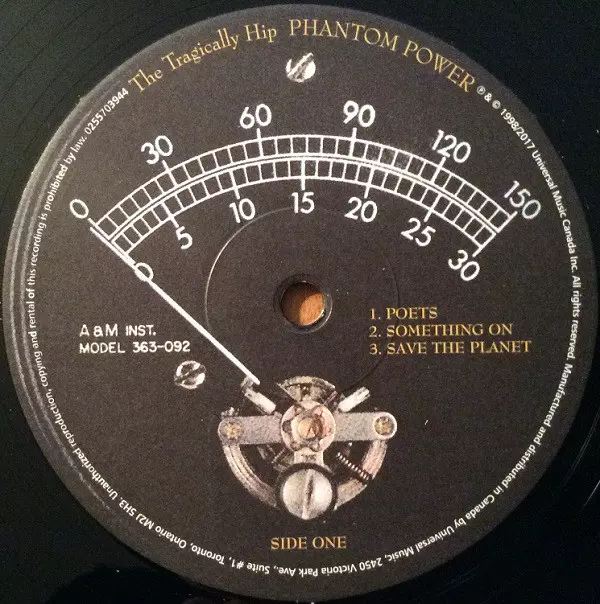 The Tragically Hip PHANTOM POWER
℗ & © 1998/2017 Universal Music Canada Inc. All rights reserved. Manufactured and distributed in Canada by Universal Music, 2450 Victoria Park Ave., Suite #1, Toronto, Ontario M2J 5H3. Unauthorized reproduction, copying and rental of this recording is prohibited by law. 0255703944
0 30 60 90 120 150
0 5 10 15 20 25 30
A & M INST.
MODEL 363-092
1. POETS
2. SOMETHING ON
3. SAVE THE PLANET
SIDE ONE